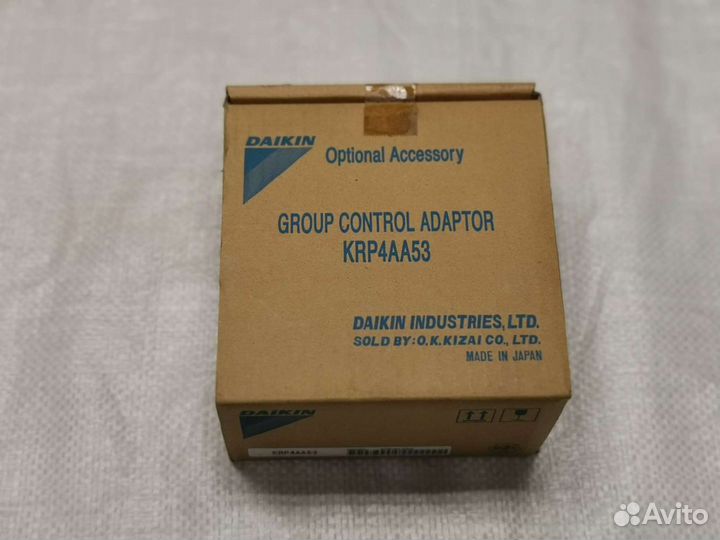 DAIKIN
Optional Accessory
GROUP CONTROL ADAPTOR
KRP4AA53
DAIKIN INDUSTRIES, LTD.
SOLD BY: O.K.KIZAI CO., LTD.
MADE IN JAPAN
DAIKIN
KRP4AA53
Avito